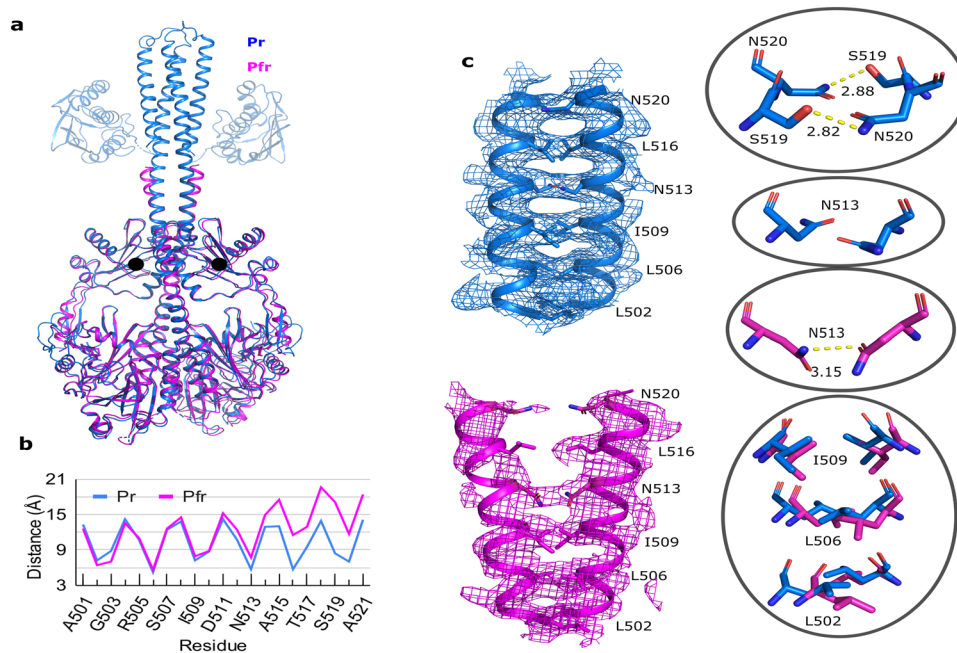 a
Pr
Pfr
b
21
15
9
3
Distance (Å)
Pr
Pfr
A501
G503
R505
S507
I509
D511
N513
A515
T517
S519
A521
Residue
c
N520
L516
N513
I509
L506
L502
N520
L516
N513
I509
L506
L502
N520
S519
2.88
2.82
S519
N520
N513
N513
3.15
I509
L506
L502